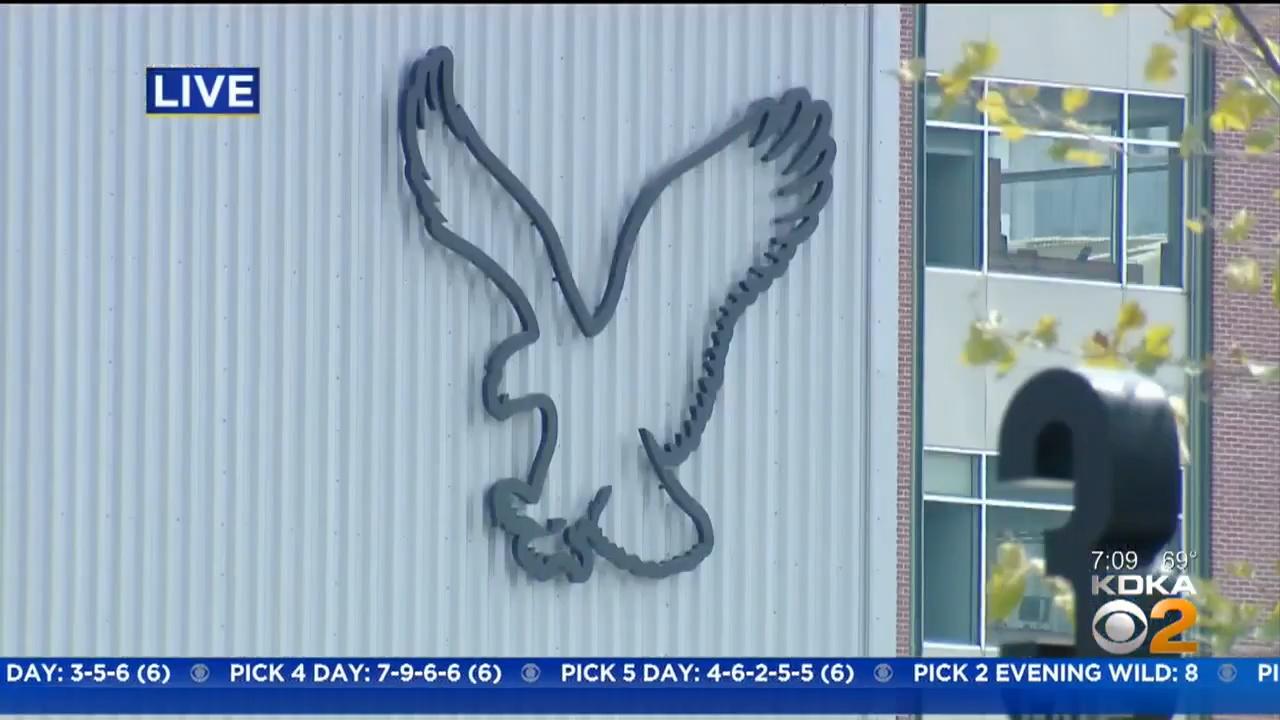 LIVE
7:09 69°
KDKA
2
DAY: 3-5-6 (6) PICK 4 DAY: 7-9-6-6 (6) PICK 5 DAY: 4-6-2-5-5 (6) PICK 2 EVENING WILD: 8 PI